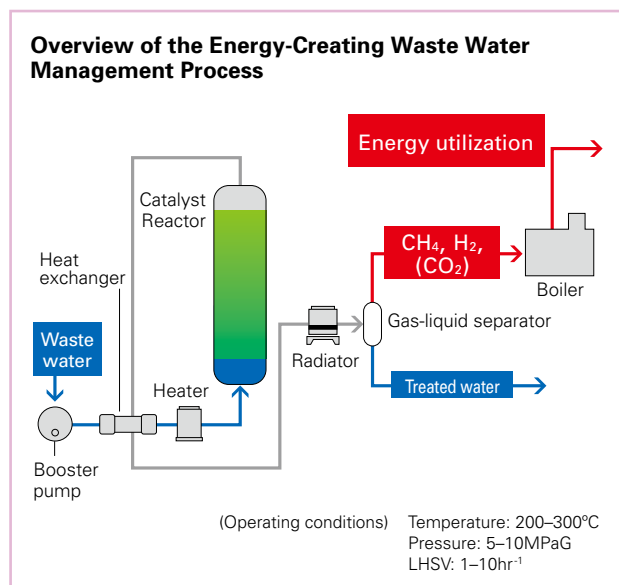 Overview of the Energy-Creating Waste Water
Management Process
Energy utilization
Catalyst
Reactor
CH₄, H₂,
(CO₂)
Boiler
Heat
exchanger
Gas-liquid separator
Waste
water
Heater
Radiator
Treated water
Booster
pump
(Operating conditions) Temperature: 200–300ºC
Pressure: 5–10MPaG
LHSV: 1–10hr⁻¹